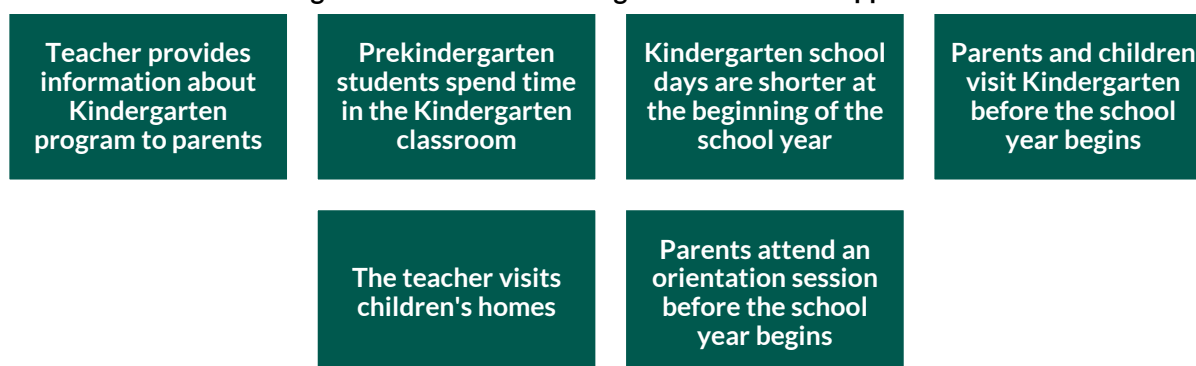 Teacher provides
information about
Kindergarten
program to parents
Prekindergarten
students spend time
in the Kindergarten
classroom
Kindergarten school
days are shorter at
the beginning of the
school year
Parents and children
visit Kindergarten
before the school
year begins
The teacher visits
children's homes
Parents attend an
orientation session
before the school
year begins